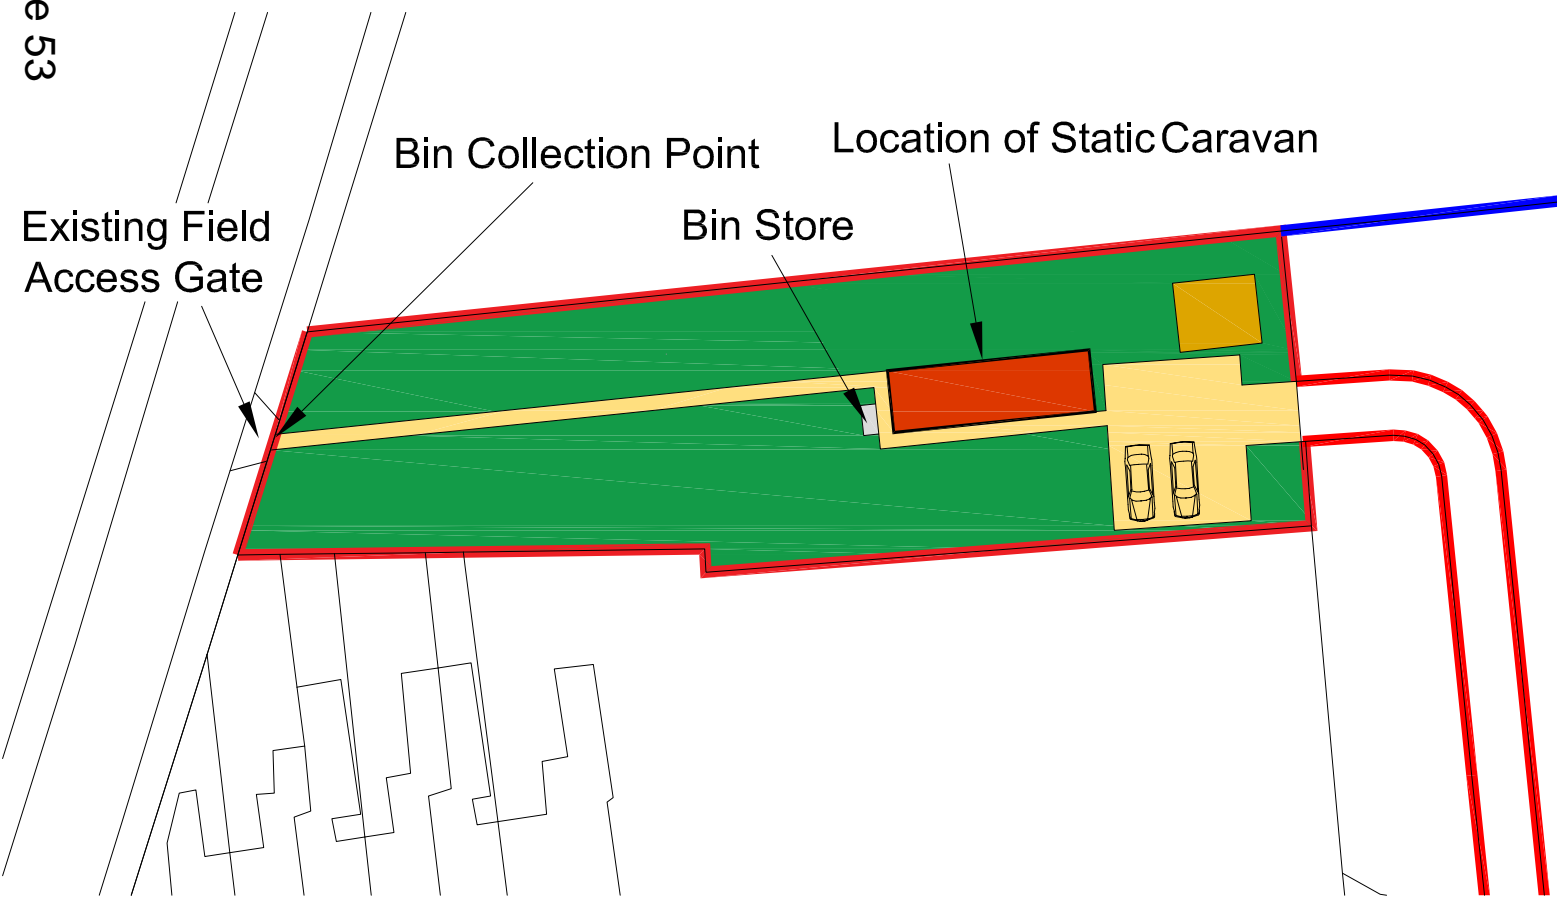 e 53
Bin Collection Point
Location of Static Caravan
Existing Field
Access Gate
Bin Store